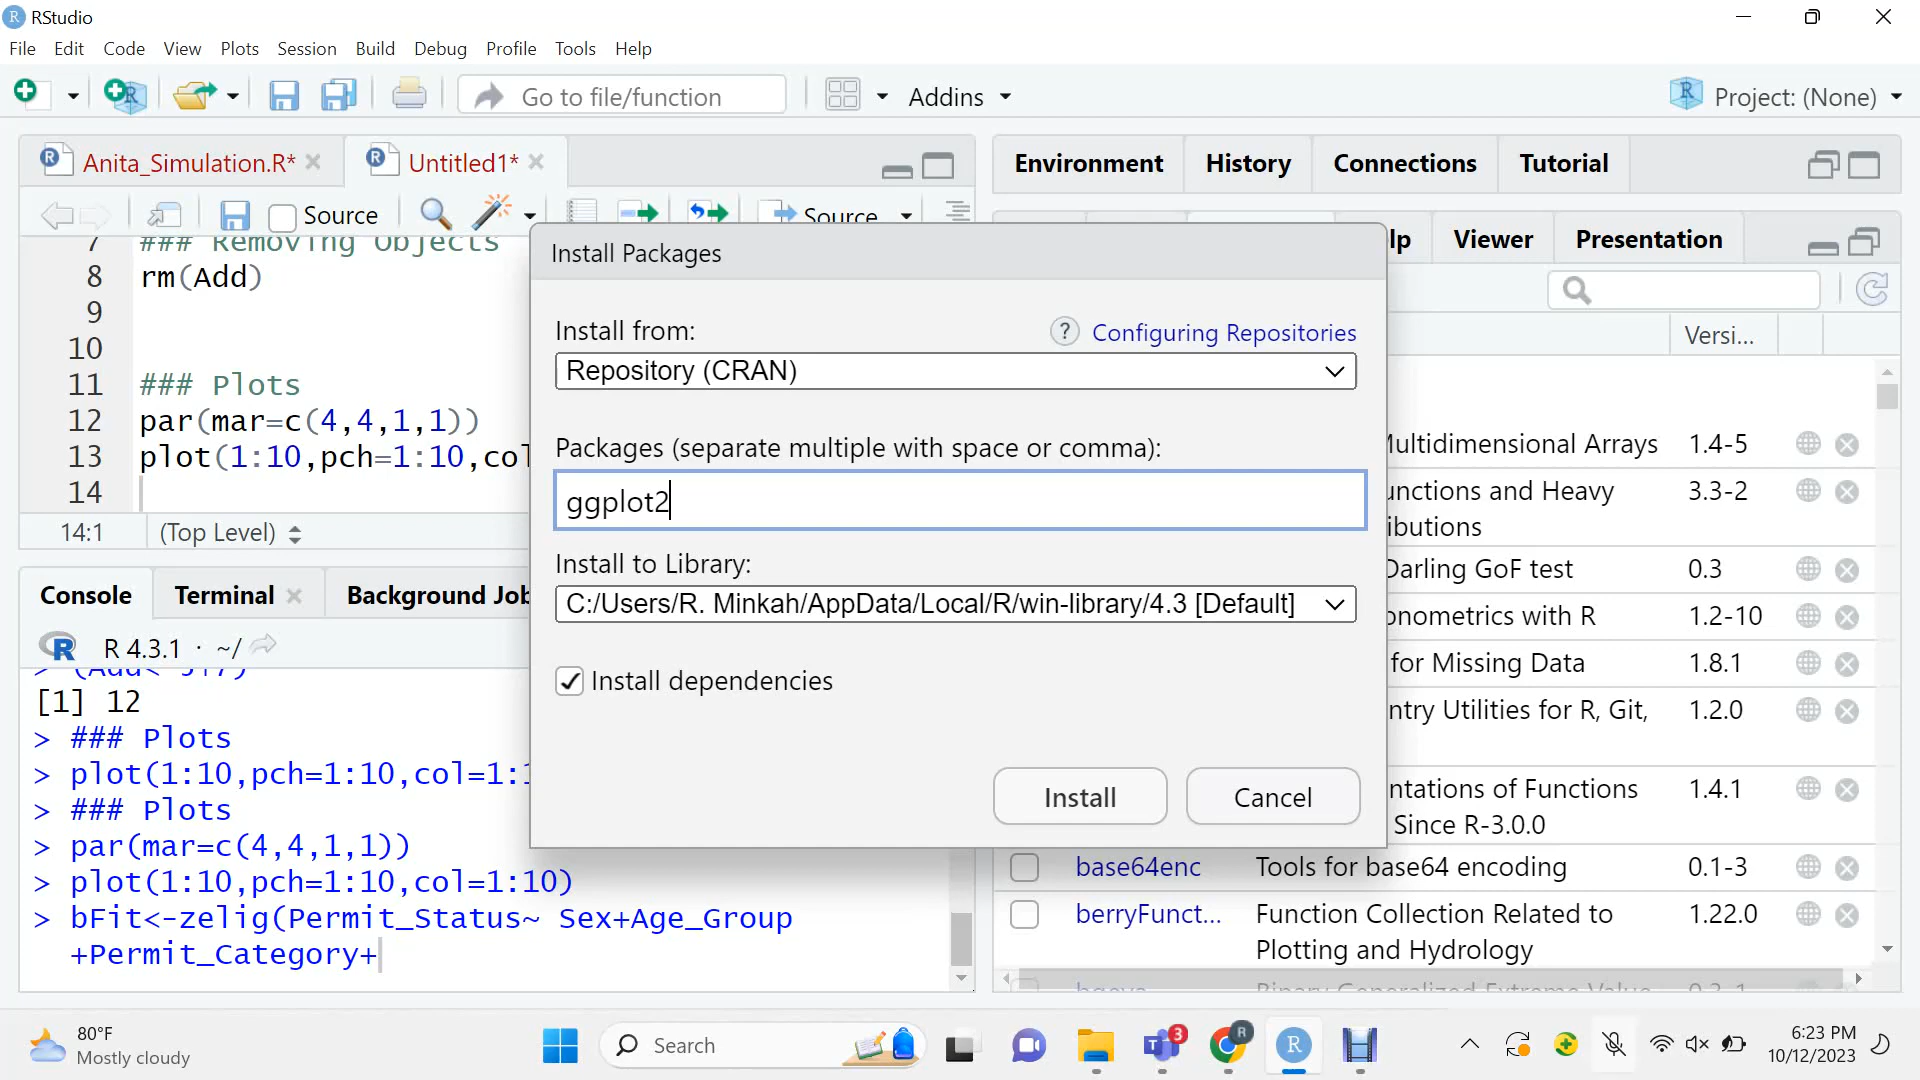 RStudio
File Edit Code View Plots Session Build Debug Profile Tools Help
Go to file/function
Addins
Project: (None)
Anita_Simulation.R*
Untitled1*
Environment History Connections Tutorial
Source
Source
lp Viewer Presentation
7 ### Removing Objects
8 rm(Add)
9
10
11 ### Plots
12 par(mar=c(4,4,1,1))
13 plot(1:10,pch=1:10,col
14
14:1 (Top Level)
Install Packages
Install from:
? Configuring Repositories
Repository (CRAN)
Packages (separate multiple with space or comma):
ggplot2
Install to Library:
C:/Users/R. Minkah/AppData/Local/R/win-library/4.3 [Default]
Install dependencies
Install Cancel
Versi...
Multidimensional Arrays 1.4-5
unctions and Heavy 3.3-2
ibutions
Darling GoF test 0.3
onometrics with R 1.2-10
for Missing Data 1.8.1
ntry Utilities for R, Git, 1.2.0
ntations of Functions 1.4.1
Since R-3.0.0
base64enc Tools for base64 encoding 0.1-3
berryFunct... Function Collection Related to 1.22.0
Plotting and Hydrology
Console Terminal Background Job
R 4.3.1 · ~/
[1] 12
> ### Plots
> plot(1:10,pch=1:10,col=1:1
> ### Plots
> par(mar=c(4,4,1,1))
> plot(1:10,pch=1:10,col=1:10)
> bFit<-zelig(Permit_Status~ Sex+Age_Group
+Permit_Category+
80°F
Mostly cloudy
Search
3
R
6:23 PM
10/12/2023